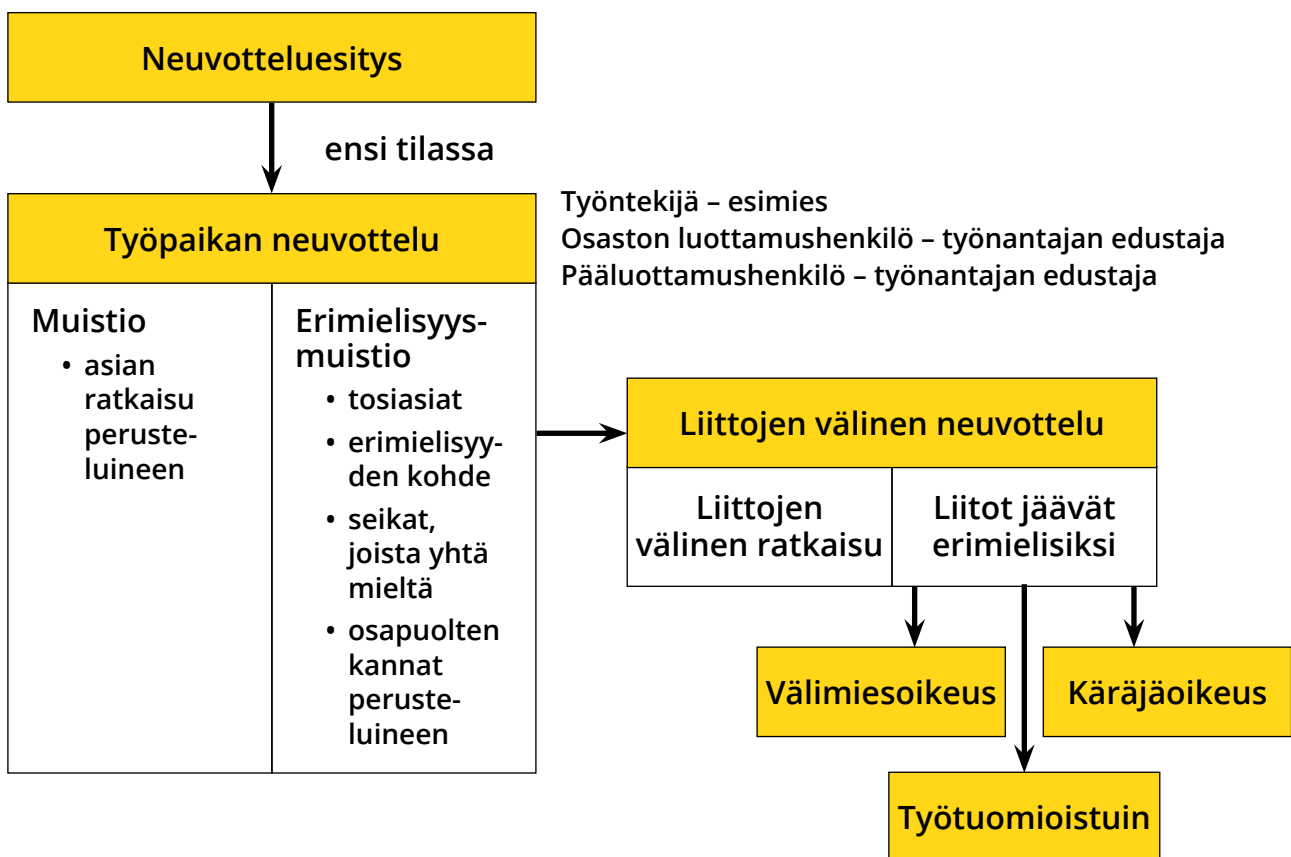 Neuvotteluesitys
ensi tilassa
Työpaikan neuvottelu
Työntekijä – esimies
Osaston luottamushenkilö – työnantajan edustaja
Pääluottamushenkilö – työnantajan edustaja
Muistio
• asian
ratkaisu
peruste-
luineen
Erimielisyys-
muistio
• tosiasiat
• erimielisyy-
den kohde
• seikat,
joista yhtä
mieltä
• osapuolten
kannat
peruste-
luineen
Liittojen välinen neuvottelu
Liittojen
välinen ratkaisu
Liitot jäävät
erimielisiksi
Välimiesoikeus
Käräjäoikeus
Työtuomioistuin